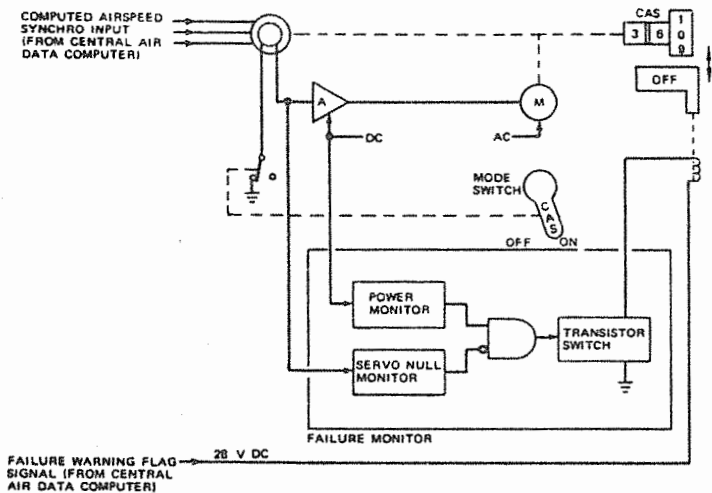 COMPUTED AIRSPEED
SYNCHRO INPUT
(FROM CENTRAL AIR
DATA COMPUTER)
CAS
3 6
1
0
9
OFF
A
M
DC
AC
MODE
SWITCH
CAS
OFF ON
POWER
MONITOR
SERVO NULL
MONITOR
TRANSISTOR
SWITCH
FAILURE MONITOR
FAILURE WARNING FLAG
SIGNAL (FROM CENTRAL
AIR DATA COMPUTER)
28 V DC